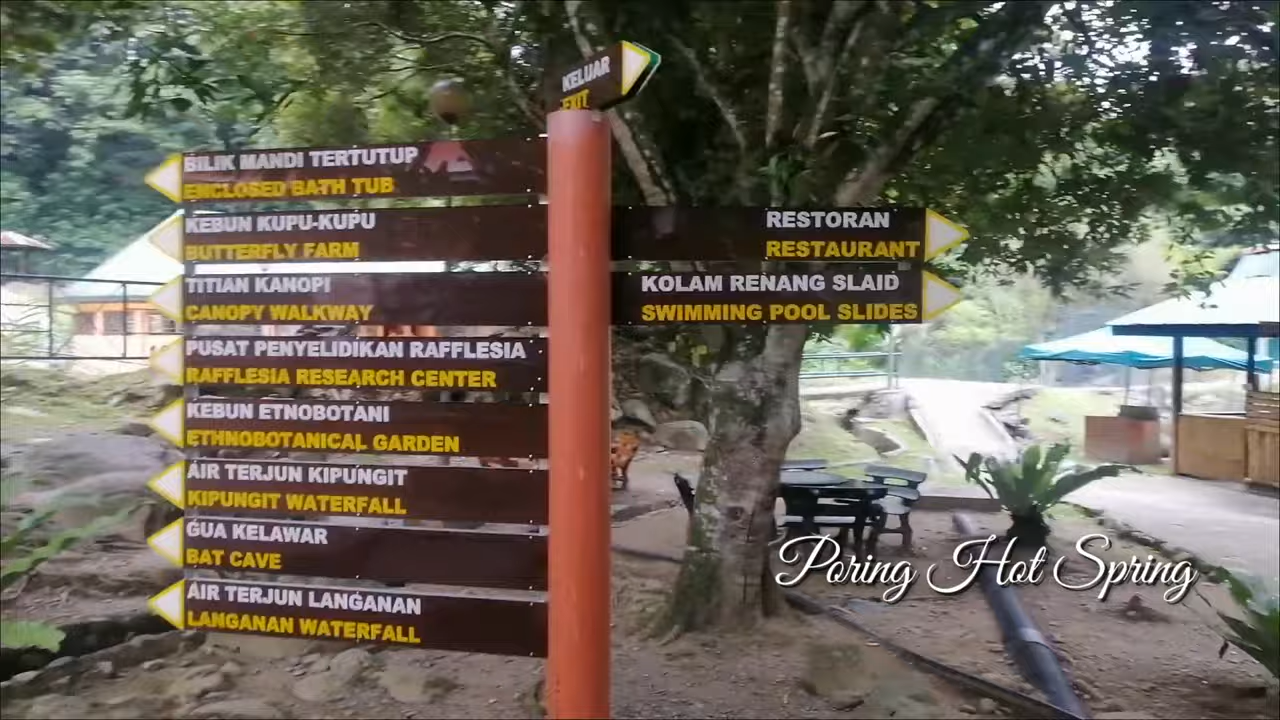 KELUAR
EXIT
BILIK MANDI TERTUTUP
ENCLOSED BATH TUB
KEBUN KUPU-KUPU
BUTTERFLY FARM
TITIAN KANOPI
CANOPY WALKWAY
PUSAT PENYELIDIKAN RAFFLESIA
RAFFLESIA RESEARCH CENTER
KEBUN ETNOBOTANI
ETHNOBOTANICAL GARDEN
AIR TERJUN KIPUNGIT
KIPUNGIT WATERFALL
GUA KELAWAR
BAT CAVE
AIR TERJUN LANGANAN
LANGANAN WATERFALL
RESTORAN
RESTAURANT
KOLAM RENANG SLAID
SWIMMING POOL SLIDES
Poring Hot Spring